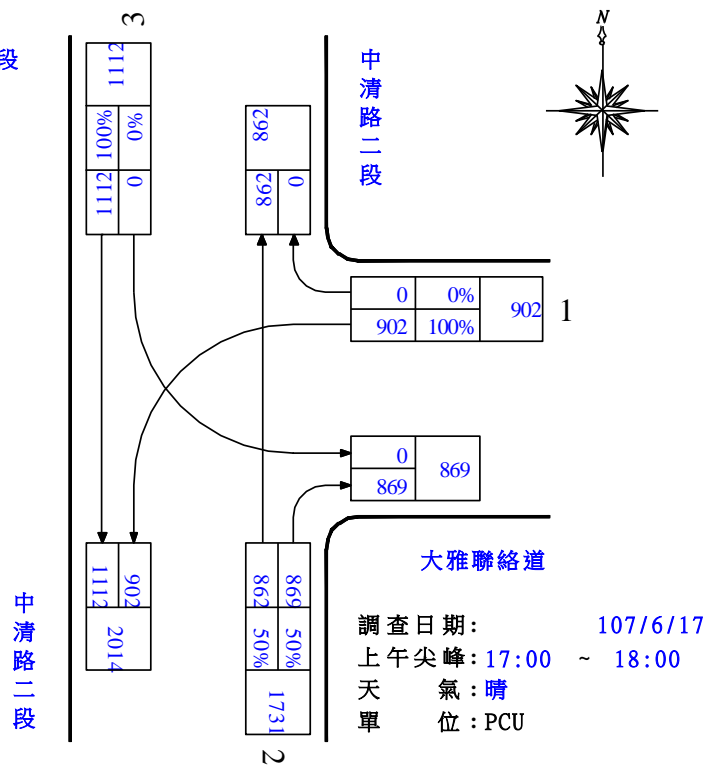 段
3
1112
100% 0%
1112 0
862
862 0
中清路二段
N
0 0% 902
902 100%
1
0 869
869
大雅聯絡道
1112 902
2014
862 869
50% 50%
1731
2
中清路二段
調查日期: 107/6/17
上午尖峰: 17:00 ~ 18:00
天 氣:晴
單 位:PCU